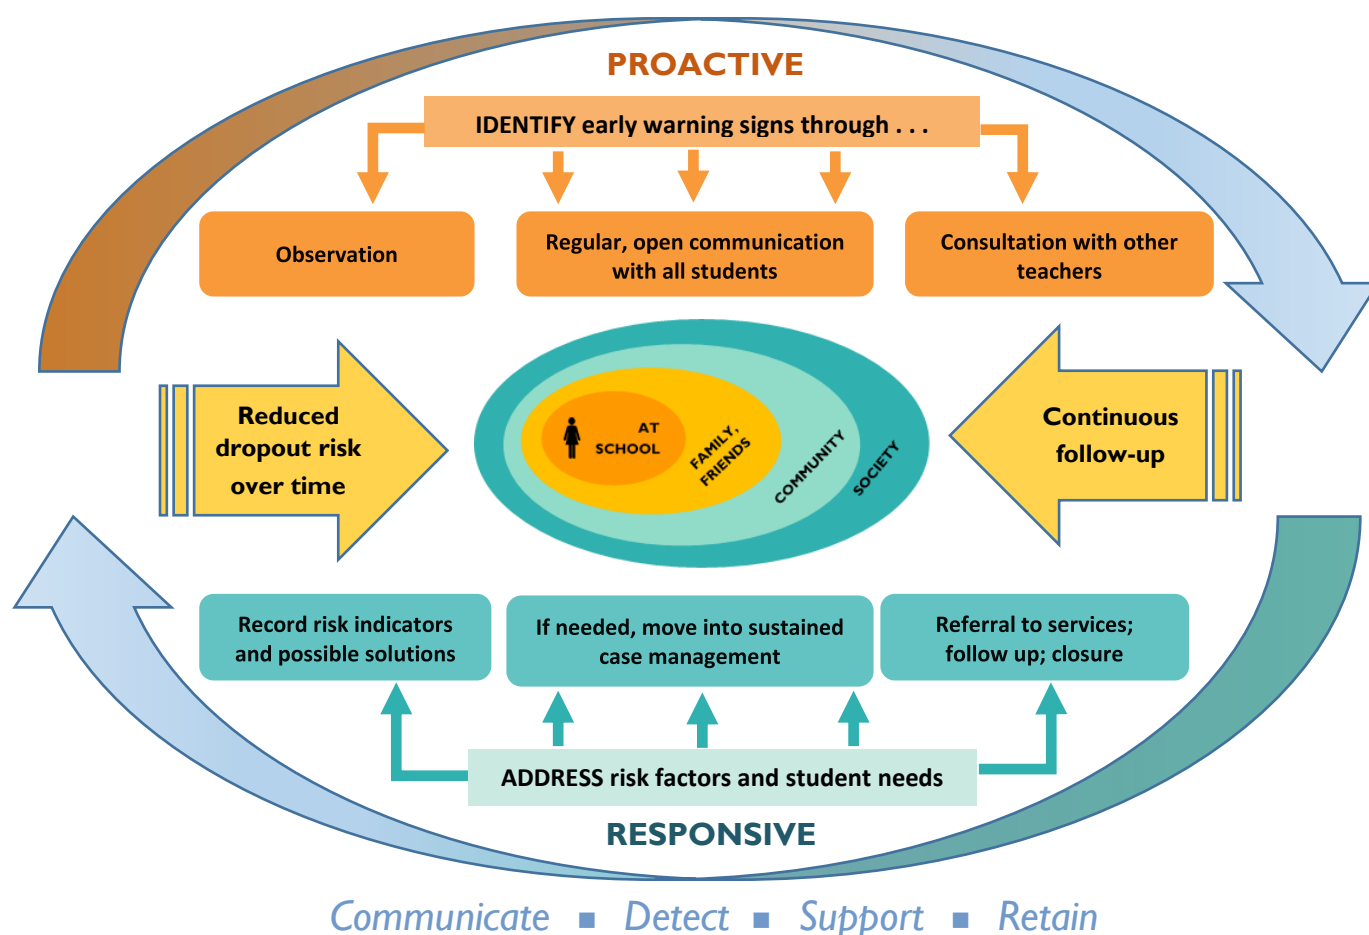 PROACTIVE
IDENTIFY early warning signs through . . .
Observation
Regular, open communication
with all students
Consultation with other
teachers
Reduced
dropout risk
over time
AT
SCHOOL
FAMILY,
FRIENDS
COMMUNITY
SOCIETY
Continuous
follow-up
Record risk indicators
and possible solutions
If needed, move into sustained
case management
Referral to services;
follow up; closure
ADDRESS risk factors and student needs
RESPONSIVE
Communicate ■ Detect ■ Support ■ Retain